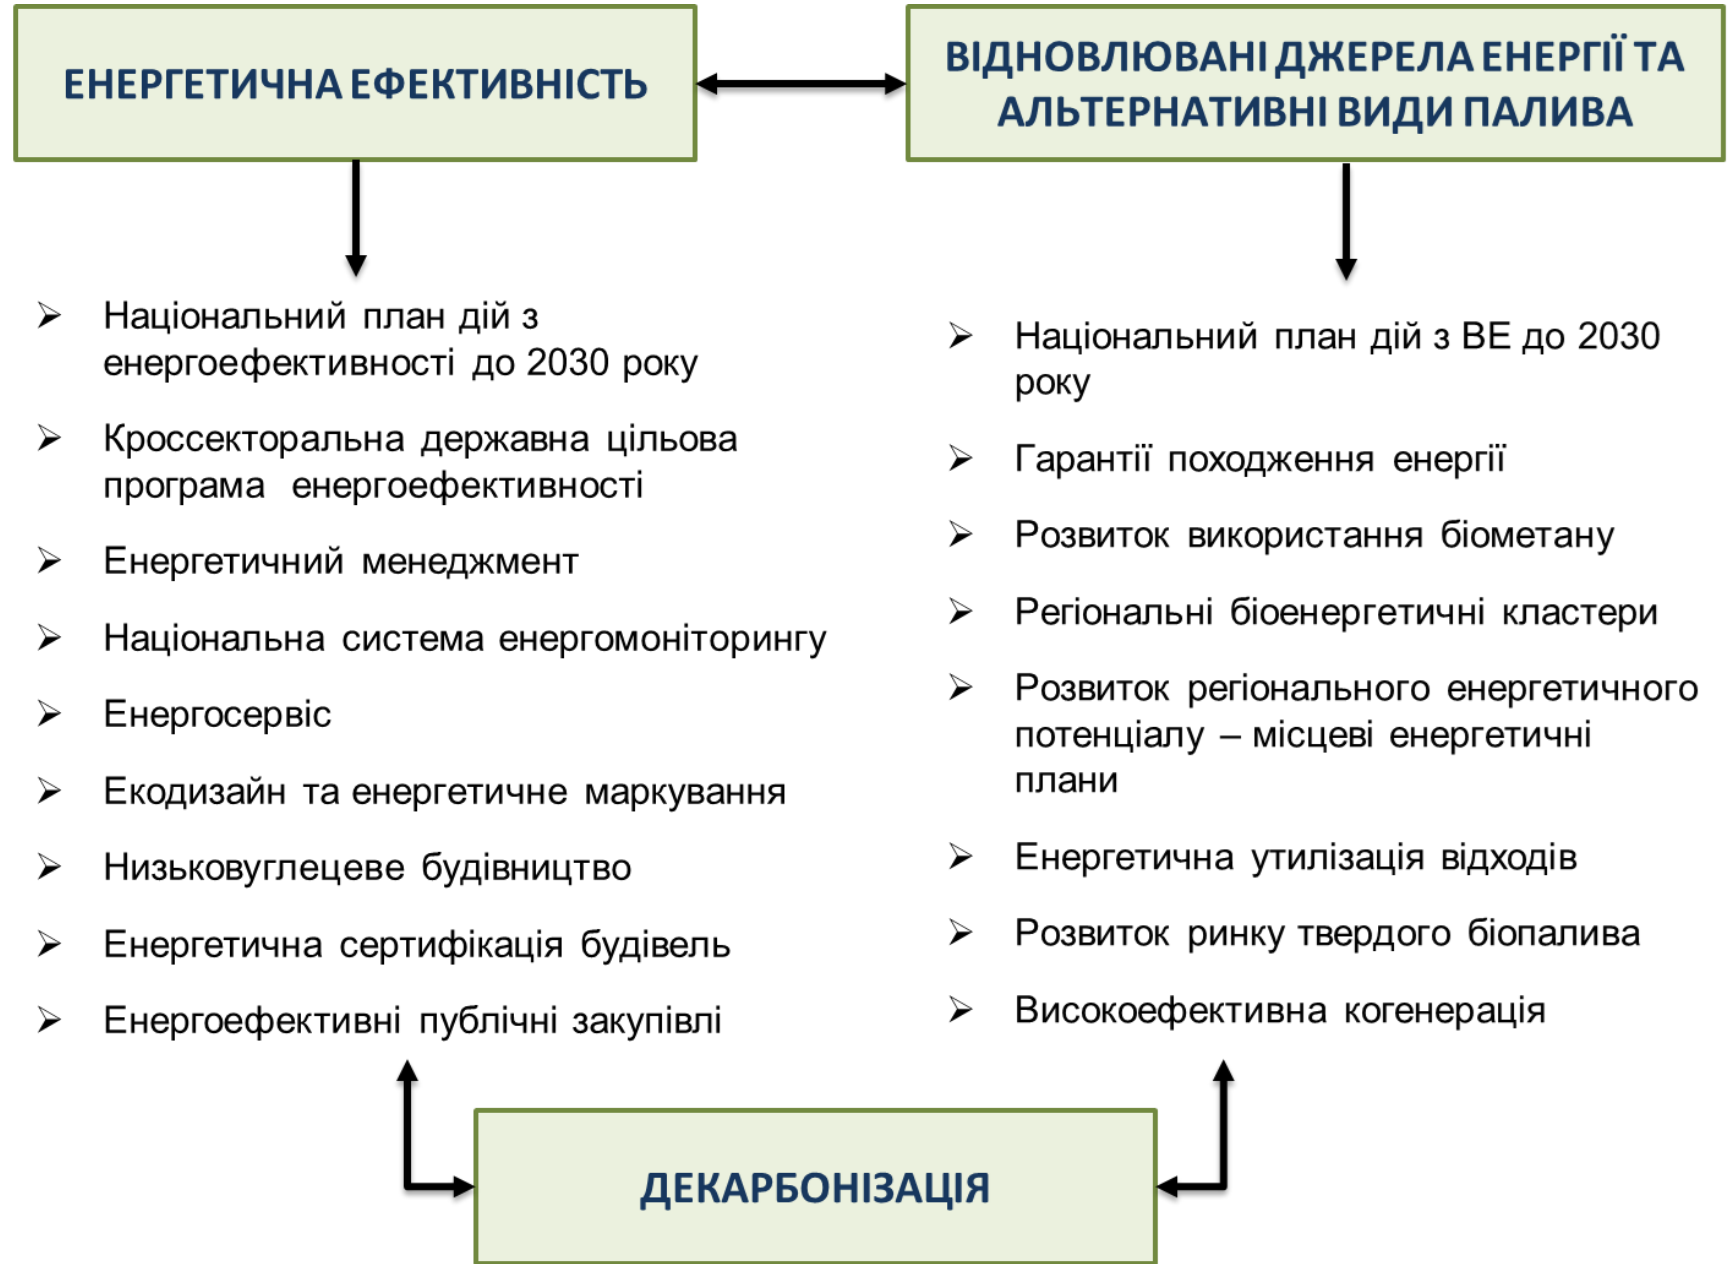 ЕНЕРГЕТИЧНА ЕФЕКТИВНІСТЬ
ВІДНОВЛЮВАНІ ДЖЕРЕЛА ЕНЕРГІЇ ТА
АЛЬТЕРНАТИВНІ ВИДИ ПАЛИВА
Національний план дій з
енергоефективності до 2030 року
Кроссекторальна державна цільова
програма енергоефективності
Енергетичний менеджмент
Національна система енергомоніторингу
Енергосервіс
Екодизайн та енергетичне маркування
Низьковуглецеве будівництво
Енергетична сертифікація будівель
Енергоефективні публічні закупівлі
Національний план дій з ВЕ до 2030
року
Гарантії походження енергії
Розвиток використання біометану
Регіональні біоенергетичні кластери
Розвиток регіонального енергетичного
потенціалу – місцеві енергетичні
плани
Енергетична утилізація відходів
Розвиток ринку твердого біопалива
Високоефективна когенерація
ДЕКАРБОНІЗАЦІЯ